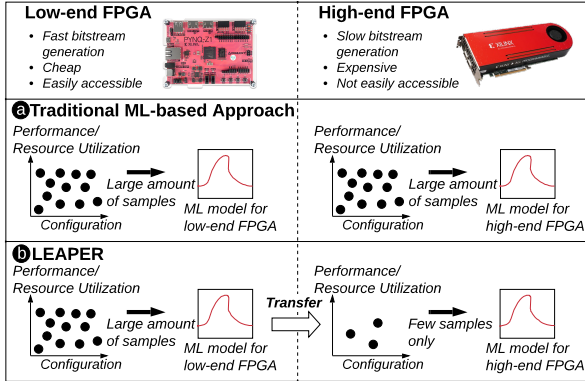 Low-end FPGA
• Fast bitstream
generation
• Cheap
• Easily accessible
PYNQ-Z1
XILINX
High-end FPGA
• Slow bitstream
generation
• Expensive
• Not easily accessible
XILINX
a Traditional ML-based Approach
Performance/
Resource Utilization
Large amount
of samples
Configuration
ML model for
low-end FPGA
Performance/
Resource Utilization
Large amount
of samples
Configuration
ML model for
high-end FPGA
b LEAPER
Performance/
Resource Utilization
Large amount
of samples
Configuration
ML model for
low-end FPGA
Transfer
Performance/
Resource Utilization
Few samples
only
Configuration
ML model for
high-end FPGA